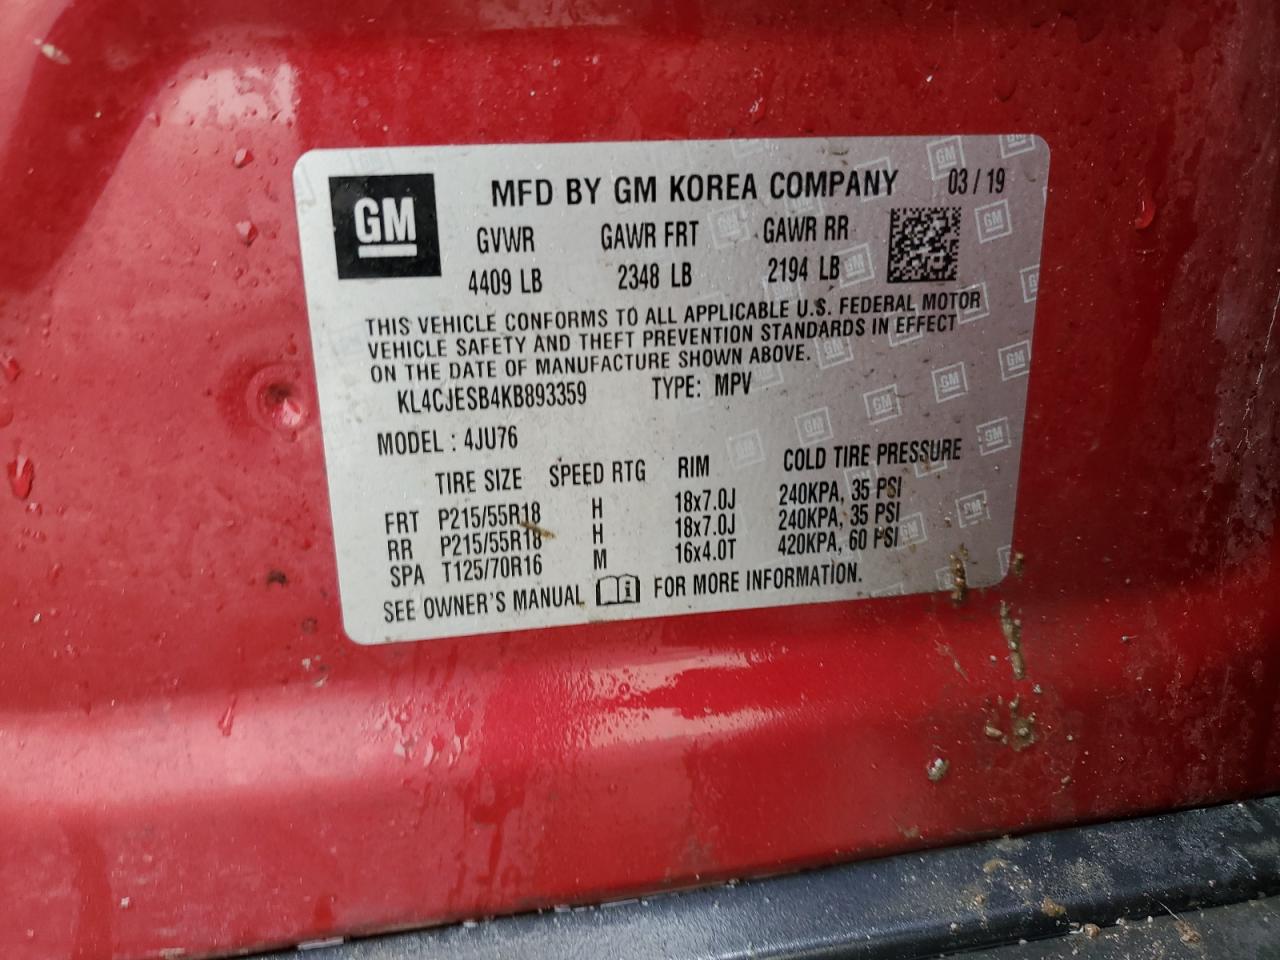 GM
MFD BY GM KOREA COMPANY 03 / 19
GVWR GAWR FRT GAWR RR
4409 LB 2348 LB 2194 LB
THIS VEHICLE CONFORMS TO ALL APPLICABLE U.S. FEDERAL MOTOR
VEHICLE SAFETY AND THEFT PREVENTION STANDARDS IN EFFECT
ON THE DATE OF MANUFACTURE SHOWN ABOVE.
KL4CJESB4KB893359 TYPE: MPV
MODEL : 4JU76
TIRE SIZE SPEED RTG RIM COLD TIRE PRESSURE
FRT P215/55R18 H 18x7.0J 240KPA, 35 PSI
RR P215/55R18 H 18x7.0J 240KPA, 35 PSI
SPA T125/70R16 M 16x4.0T 420KPA, 60 PSI
SEE OWNER'S MANUAL FOR MORE INFORMATION.